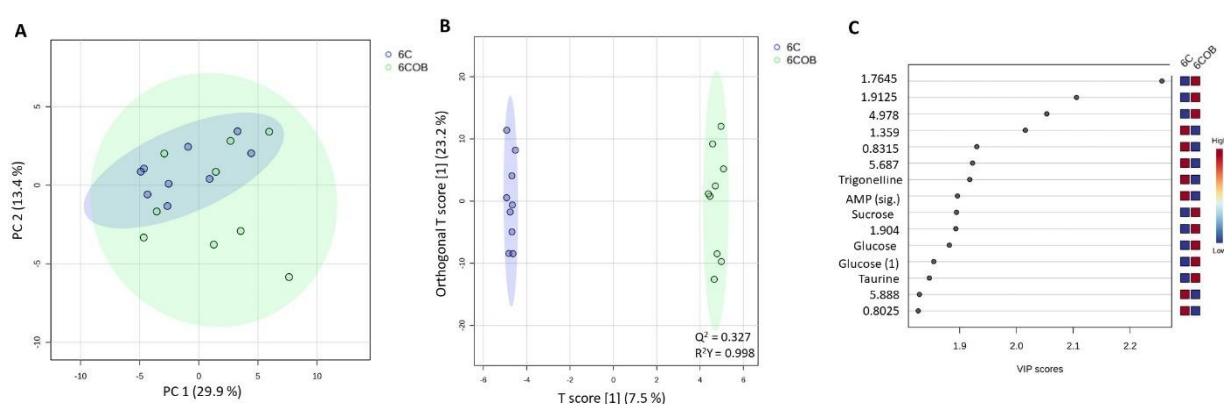 A
6C
6COB
PC 2 (13.4 %)
5
0
-5
-10
-10
-5
0
5
10
PC 1 (29.9 %)
B
6C
6COB
Orthogonal T score [1] (23.2 %)
20
10
0
-10
-20
Q² = 0.327
R²Y = 0.998
-6
-4
-2
0
2
4
6
T score [1] (7.5 %)
C
6C
6COB
1.7645
1.9125
4.978
1.359
0.8315
5.687
Trigonelline
AMP (sig.)
Sucrose
1.904
Glucose
Glucose (1)
Taurine
5.888
0.8025
High
Low
1.9
2.0
2.1
2.2
VIP scores